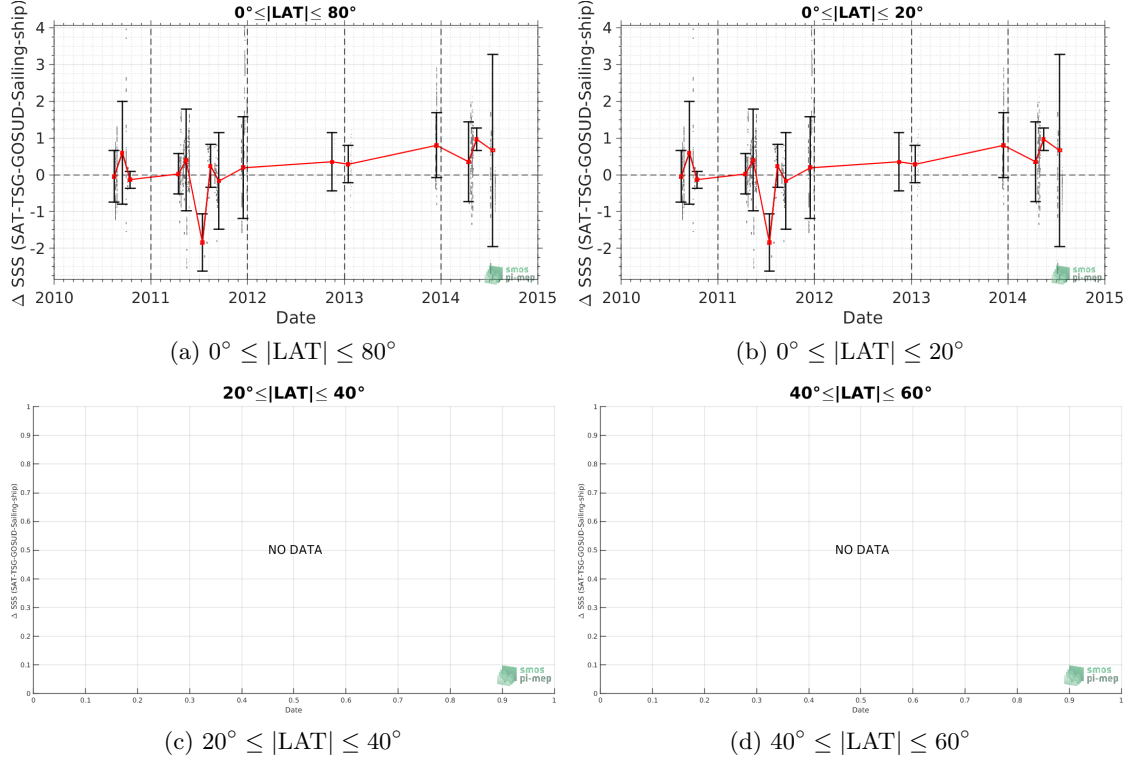 0°≤|LAT|≤ 80°
Δ SSS (SAT-TSG-GOSUD-Sailing-ship)
4
3
2
1
0
-1
-2
2010 2011 2012 2013 2014 2015
Date
smos
pi-mep
(a) 0° ≤ |LAT| ≤ 80°
0°≤|LAT|≤ 20°
Δ SSS (SAT-TSG-GOSUD-Sailing-ship)
4
3
2
1
0
-1
-2
2010 2011 2012 2013 2014 2015
Date
smos
pi-mep
(b) 0° ≤ |LAT| ≤ 20°
20°≤|LAT|≤ 40°
Δ SSS (SAT-TSG-GOSUD-Sailing-ship)
1
0.9
0.8
0.7
0.6
0.5
0.4
0.3
0.2
0.1
0
NO DATA
0 0.1 0.2 0.3 0.4 0.5 0.6 0.7 0.8 0.9 1
Date
smos
pi-mep
(c) 20° ≤ |LAT| ≤ 40°
40°≤|LAT|≤ 60°
Δ SSS (SAT-TSG-GOSUD-Sailing-ship)
1
0.9
0.8
0.7
0.6
0.5
0.4
0.3
0.2
0.1
0
NO DATA
0 0.1 0.2 0.3 0.4 0.5 0.6 0.7 0.8 0.9 1
Date
smos
pi-mep
(d) 40° ≤ |LAT| ≤ 60°